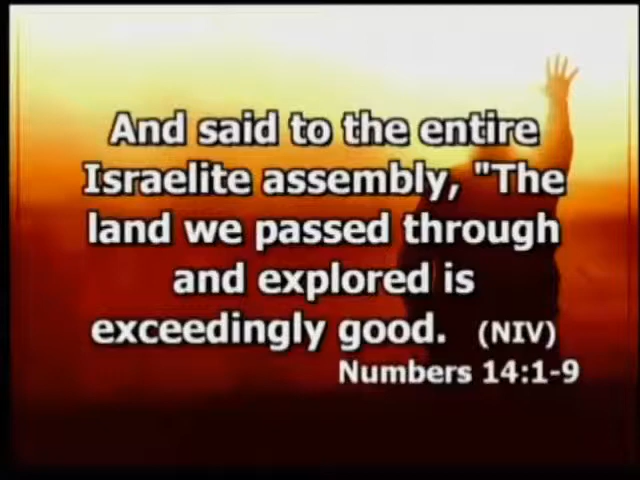 And said to the entire
Israelite assembly, "The
land we passed through
and explored is
exceedingly good. (NIV)
Numbers 14:1-9